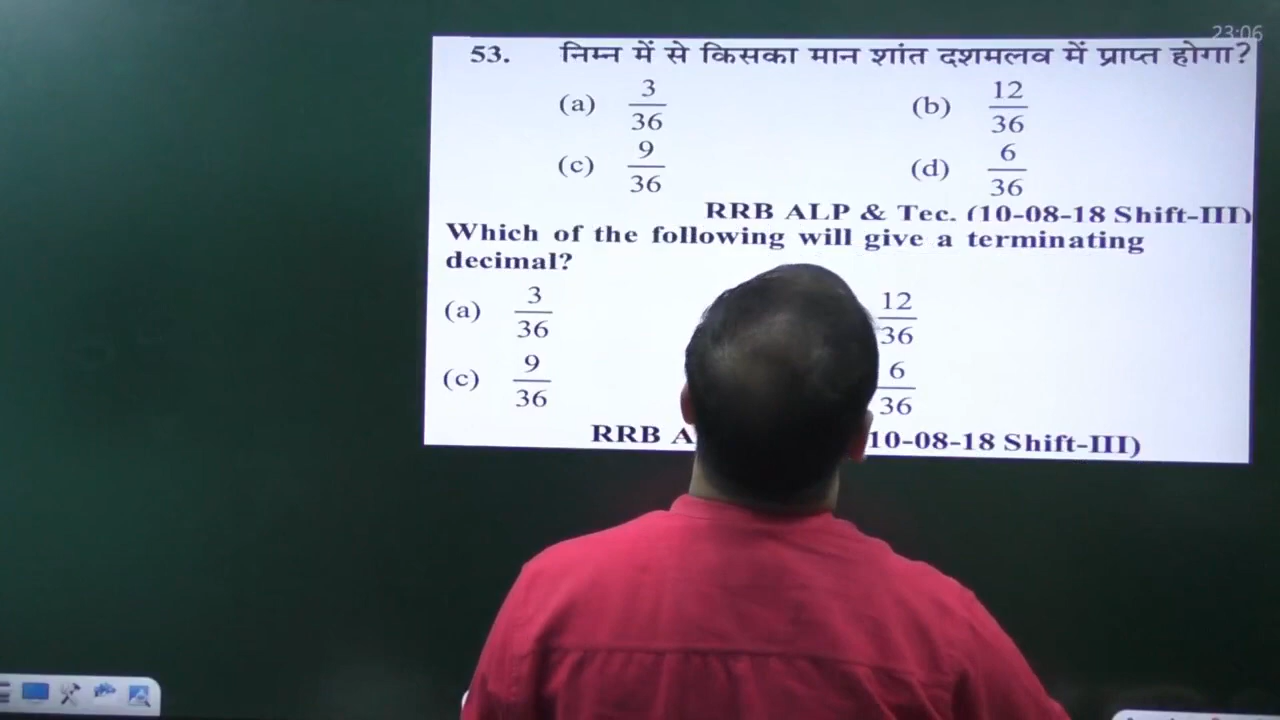 23:06
53. निम्न में से किसका मान शांत दशमलव में प्राप्त होगा?
(a) 3/36 (b) 12/36
(c) 9/36 (d) 6/36
RRB ALP & Tec. (10-08-18 Shift-III)
Which of the following will give a terminating
decimal?
(a) 3/36 12/36
(c) 9/36 6/36
RRB A 10-08-18 Shift-III)